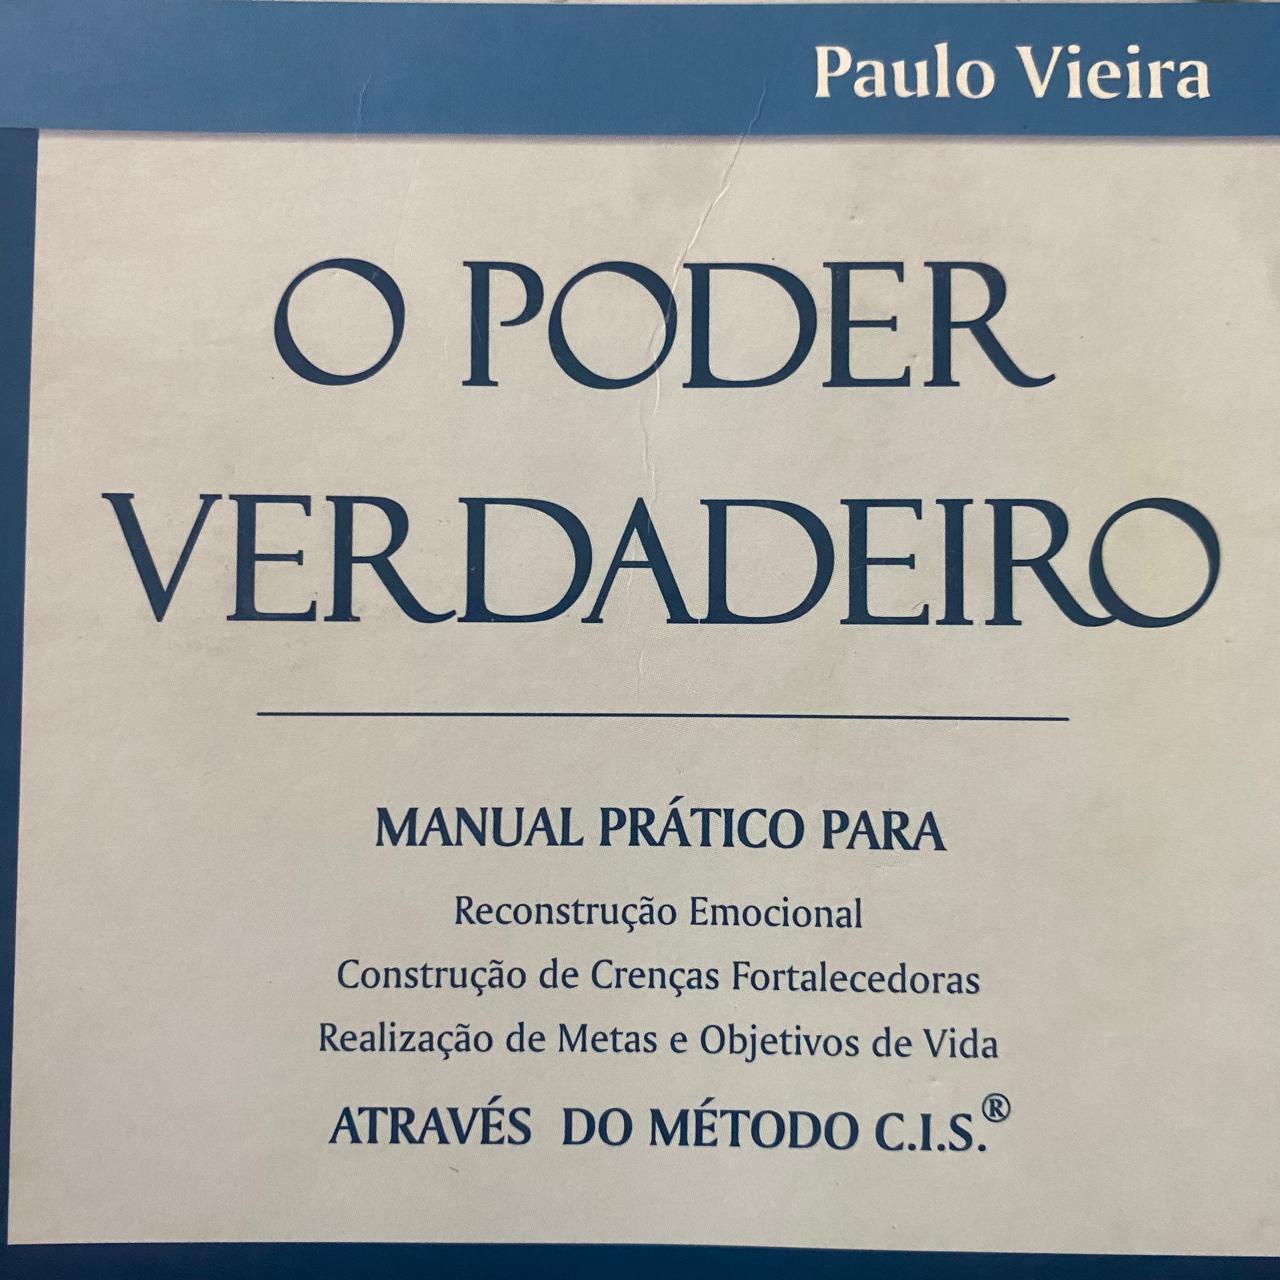 Paulo Vieira
O PODER
VERDADEIRO
MANUAL PRÁTICO PARA
Reconstrução Emocional
Construção de Crenças Fortalecedoras
Realização de Metas e Objetivos de Vida
ATRAVÉS DO MÉTODO C.I.S.®